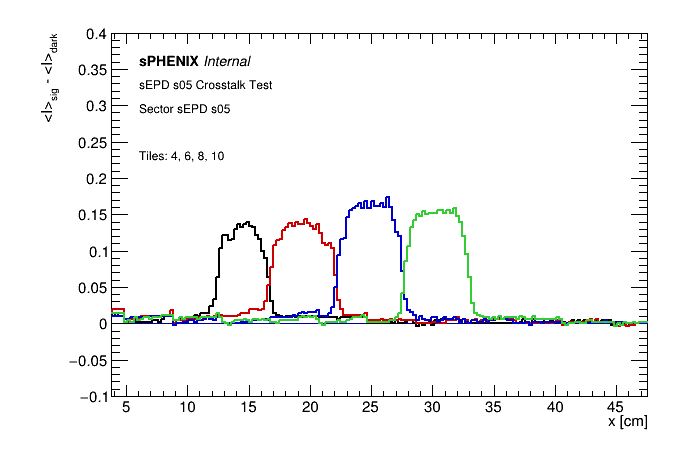 <I>sig - <I>dark
0.4
0.35
0.3
0.25
0.2
0.15
0.1
0.05
0
−0.05
−0.1
sPHENIX Internal
sEPD s05 Crosstalk Test
Sector sEPD s05
Tiles: 4, 6, 8, 10
5 10 15 20 25 30 35 40 45
x [cm]